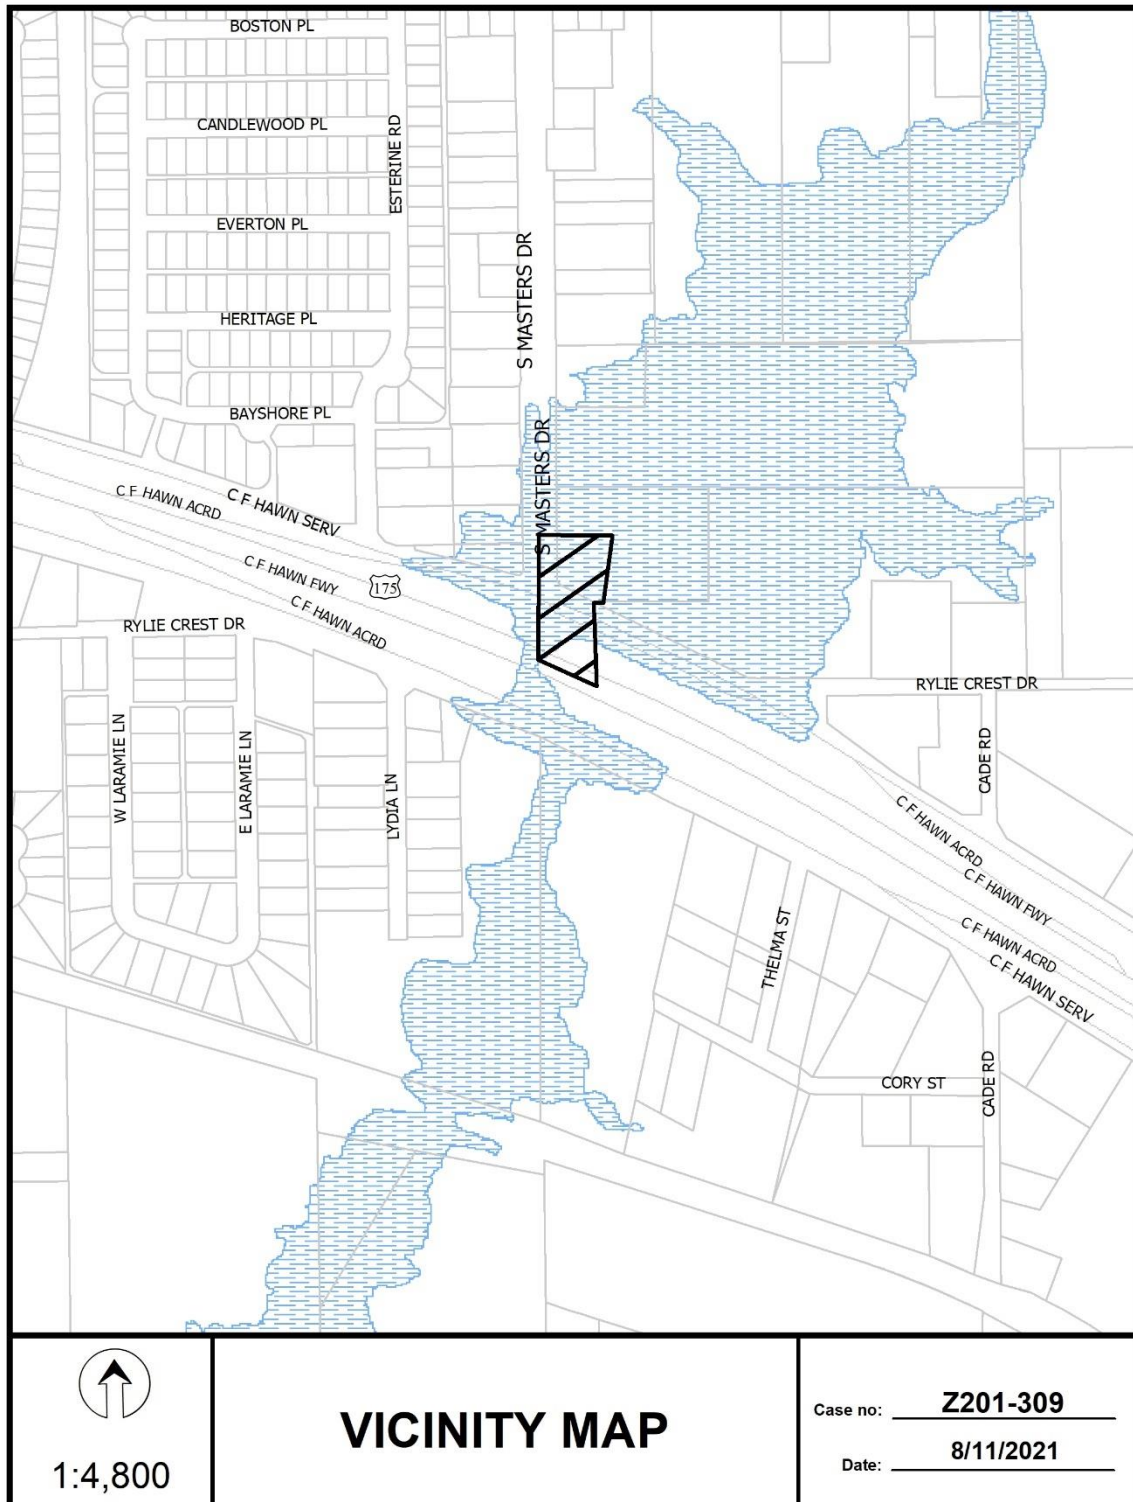 BOSTON PL
CANDLEWOOD PL
ESTERINE RD
EVERTON PL
S MASTERS DR
HERITAGE PL
BAYSHORE PL
S MASTERS DR
C F HAWN ACRD
C F HAWN SERV
C F HAWN FWY
175
C F HAWN ACRD
RYLIE CREST DR
RYLIE CREST DR
W LARAMIE LN
E LARAMIE LN
LYDIA LN
CADE RD
C F HAWN ACRD
C F HAWN FWY
THELMA ST
C F HAWN ACRD
C F HAWN SERV
CORY ST
CADE RD
1:4,800
VICINITY MAP
Case no: Z201-309
Date: 8/11/2021